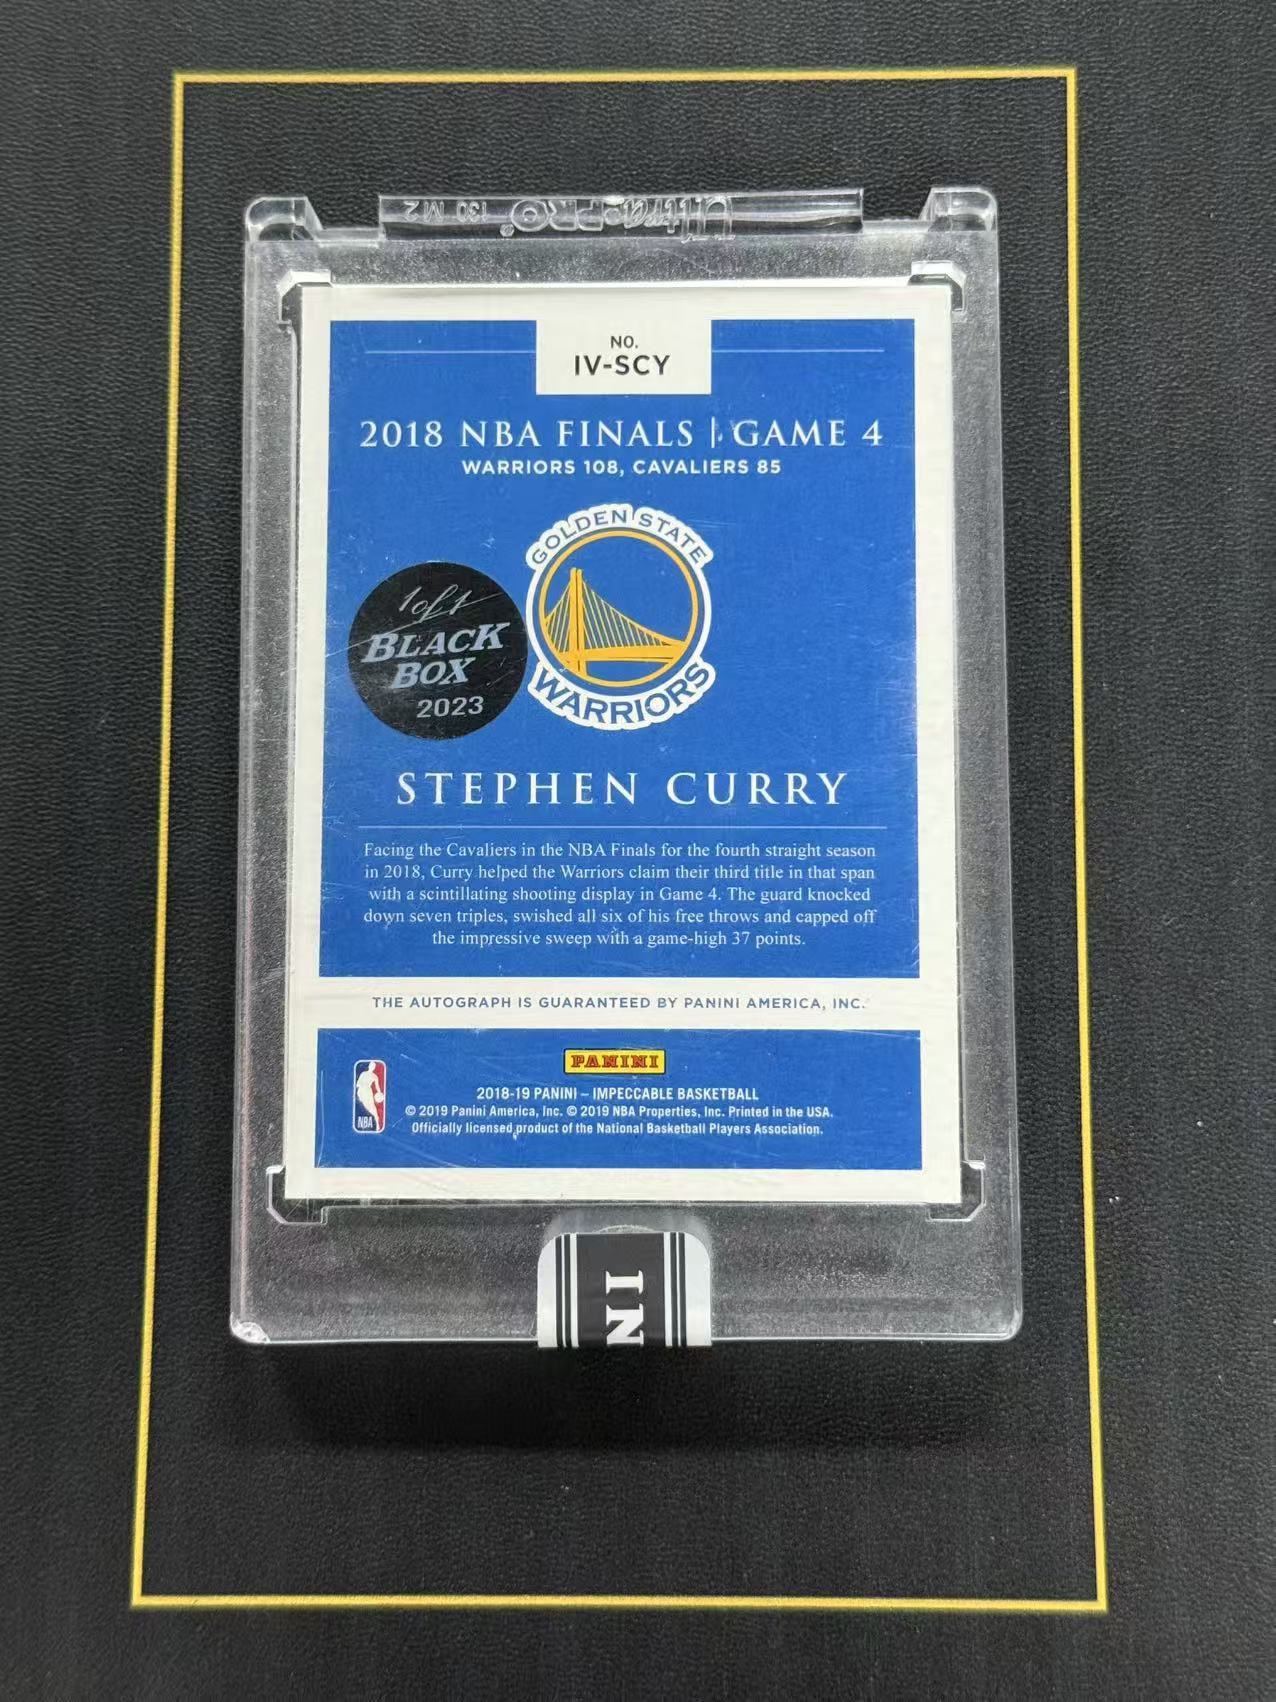 Ultra·PRO® 130 M2
NO.
IV-SCY
2018 NBA FINALS | GAME 4
WARRIORS 108, CAVALIERS 85
GOLDEN STATE
WARRIORS
1of1
BLACK
BOX
2023
STEPHEN CURRY
Facing the Cavaliers in the NBA Finals for the fourth straight season
in 2018, Curry helped the Warriors claim their third title in that span
with a scintillating shooting display in Game 4. The guard knocked
down seven triples, swished all six of his free throws and capped off
the impressive sweep with a game-high 37 points.
THE AUTOGRAPH IS GUARANTEED BY PANINI AMERICA, INC.
PANINI
NBA
2018-19 PANINI – IMPECCABLE BASKETBALL
© 2019 Panini America, Inc. © 2019 NBA Properties, Inc. Printed in the USA.
Officially licensed product of the National Basketball Players Association.
IN